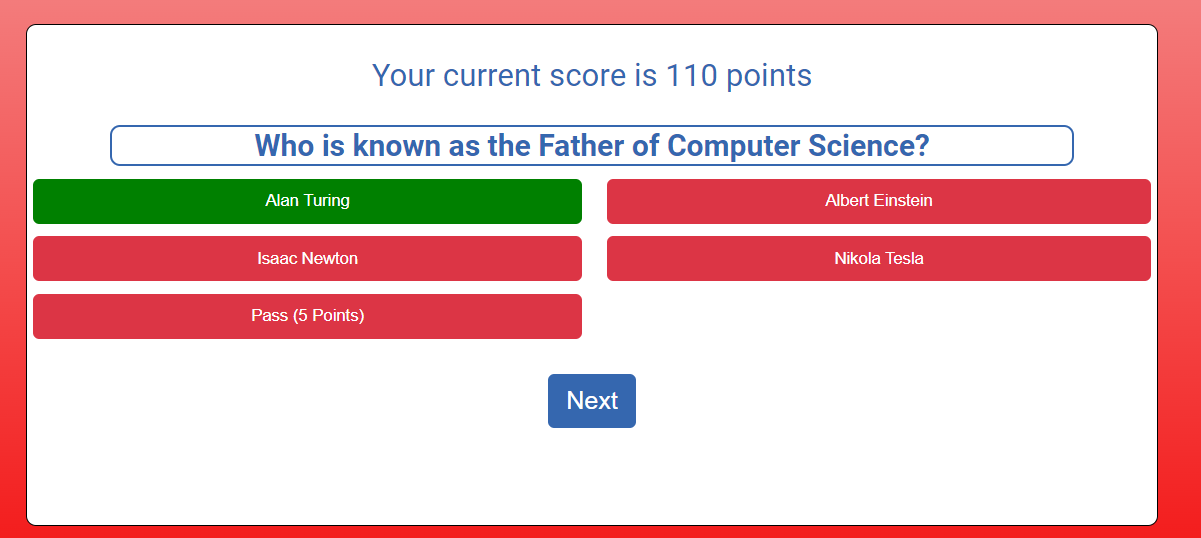 Your current score is 110 points
Who is known as the Father of Computer Science?
Alan Turing
Albert Einstein
Isaac Newton
Nikola Tesla
Pass (5 Points)
Next